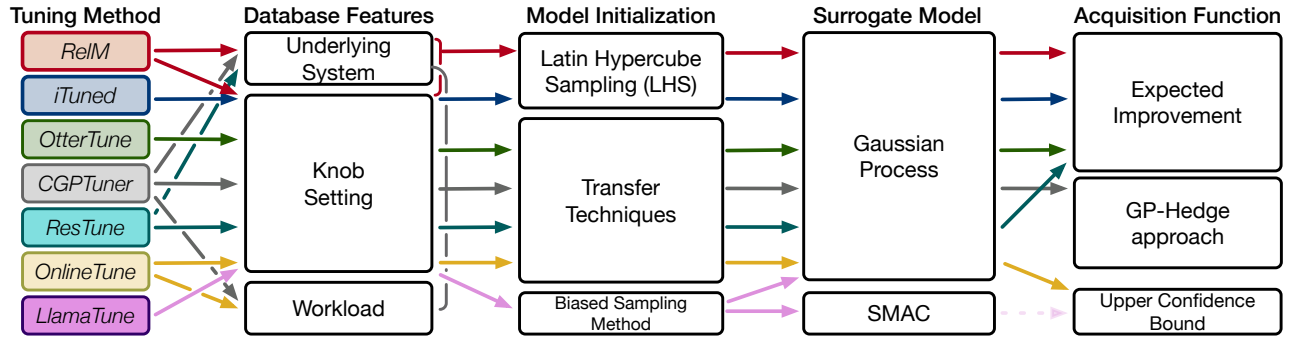 Tuning Method
Database Features
Model Initialization
Surrogate Model
Acquisition Function
RelM
iTuned
OtterTune
CGPTuner
ResTune
OnlineTune
LlamaTune
Underlying
System
Knob
Setting
Workload
Latin Hypercube
Sampling (LHS)
Transfer
Techniques
Biased Sampling
Method
Gaussian
Process
SMAC
Expected
Improvement
GP-Hedge
approach
Upper Confidence
Bound